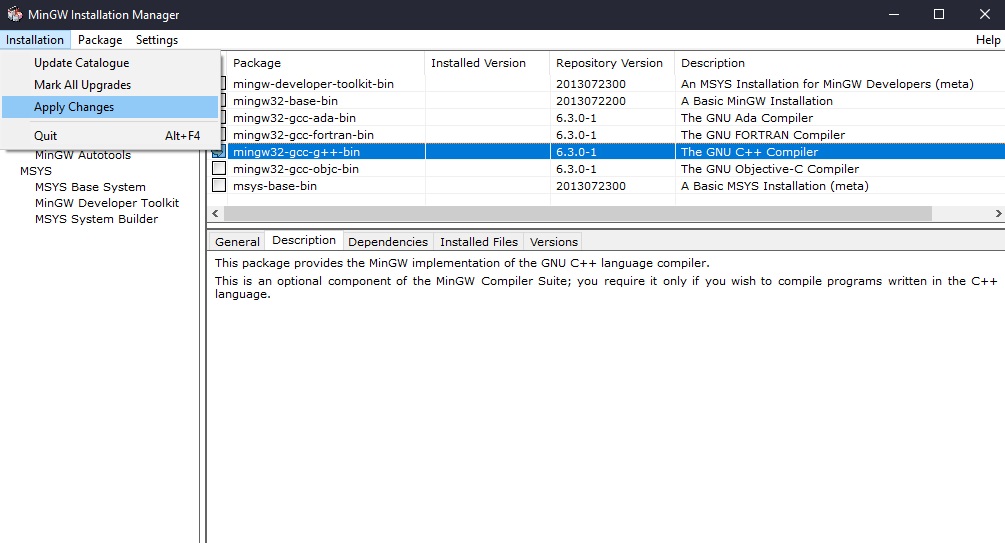 MinGW Installation Manager
Installation Package Settings Help
Update Catalogue
Mark All Upgrades
Apply Changes
Quit Alt+F4
MinGW Autotools
MSYS
MSYS Base System
MinGW Developer Toolkit
MSYS System Builder
Package Installed Version Repository Version Description
mingw-developer-toolkit-bin 2013072300 An MSYS Installation for MinGW Developers (meta)
mingw32-base-bin 2013072200 A Basic MinGW Installation
mingw32-gcc-ada-bin 6.3.0-1 The GNU Ada Compiler
mingw32-gcc-fortran-bin 6.3.0-1 The GNU FORTRAN Compiler
mingw32-gcc-g++-bin 6.3.0-1 The GNU C++ Compiler
mingw32-gcc-objc-bin 6.3.0-1 The GNU Objective-C Compiler
msys-base-bin 2013072300 A Basic MSYS Installation (meta)
General Description Dependencies Installed Files Versions
This package provides the MinGW implementation of the GNU C++ language compiler.
This is an optional component of the MinGW Compiler Suite; you require it only if you wish to compile programs written in the C++
language.